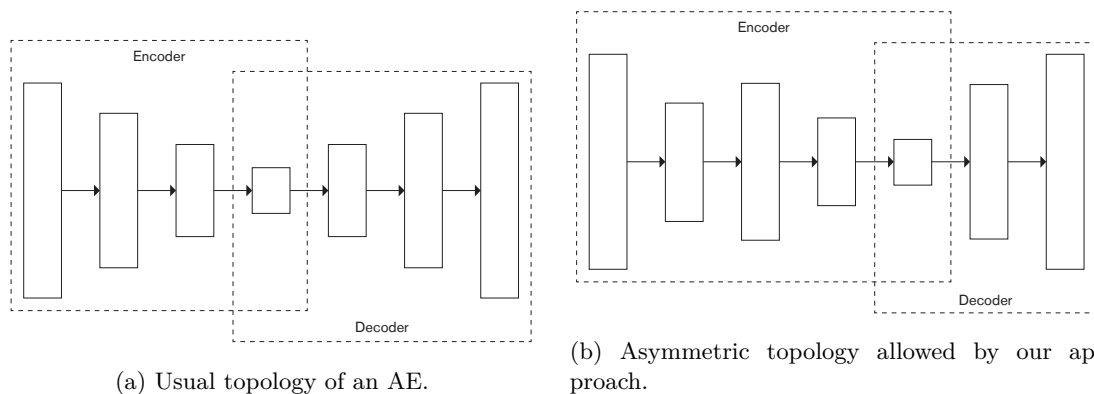 Encoder
Decoder
(a) Usual topology of an AE.
Encoder
Decoder
(b) Asymmetric topology allowed by our ap
proach.